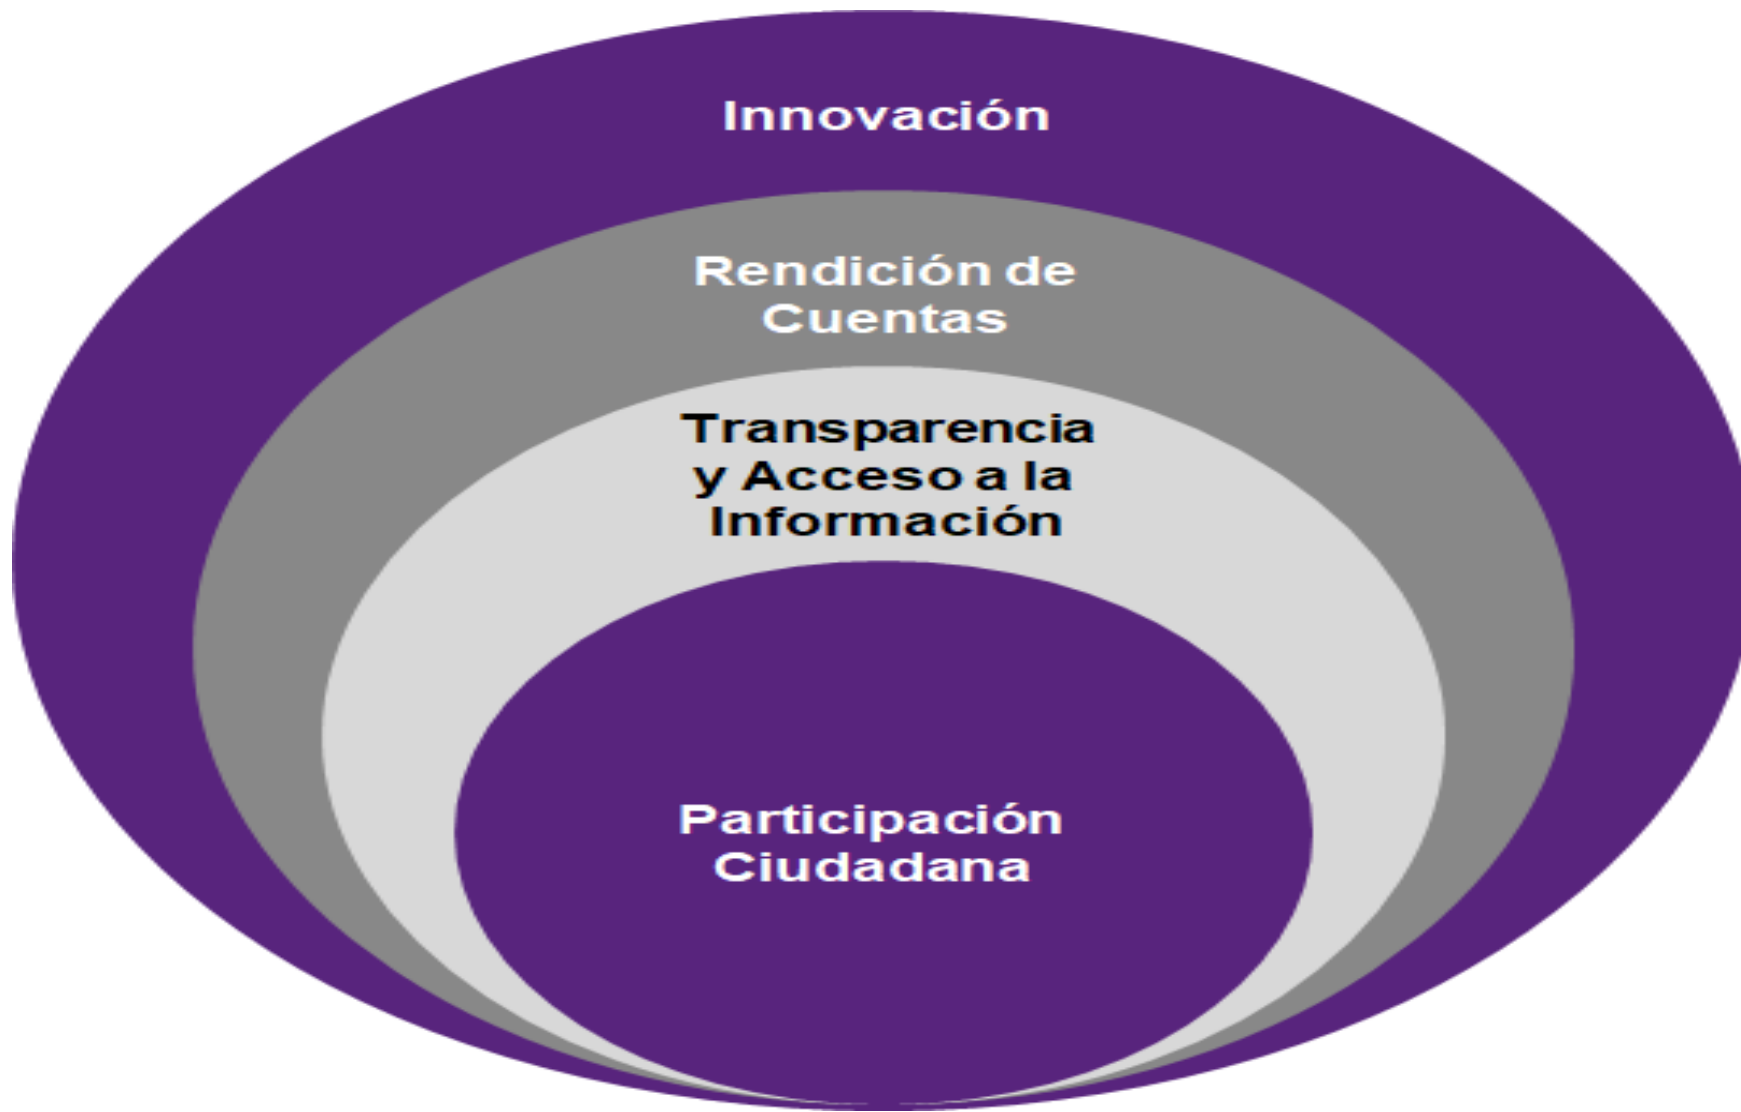 Innovación
Rendición de
Cuentas
Transparencia
y Acceso a la
Información
Participación
Ciudadana